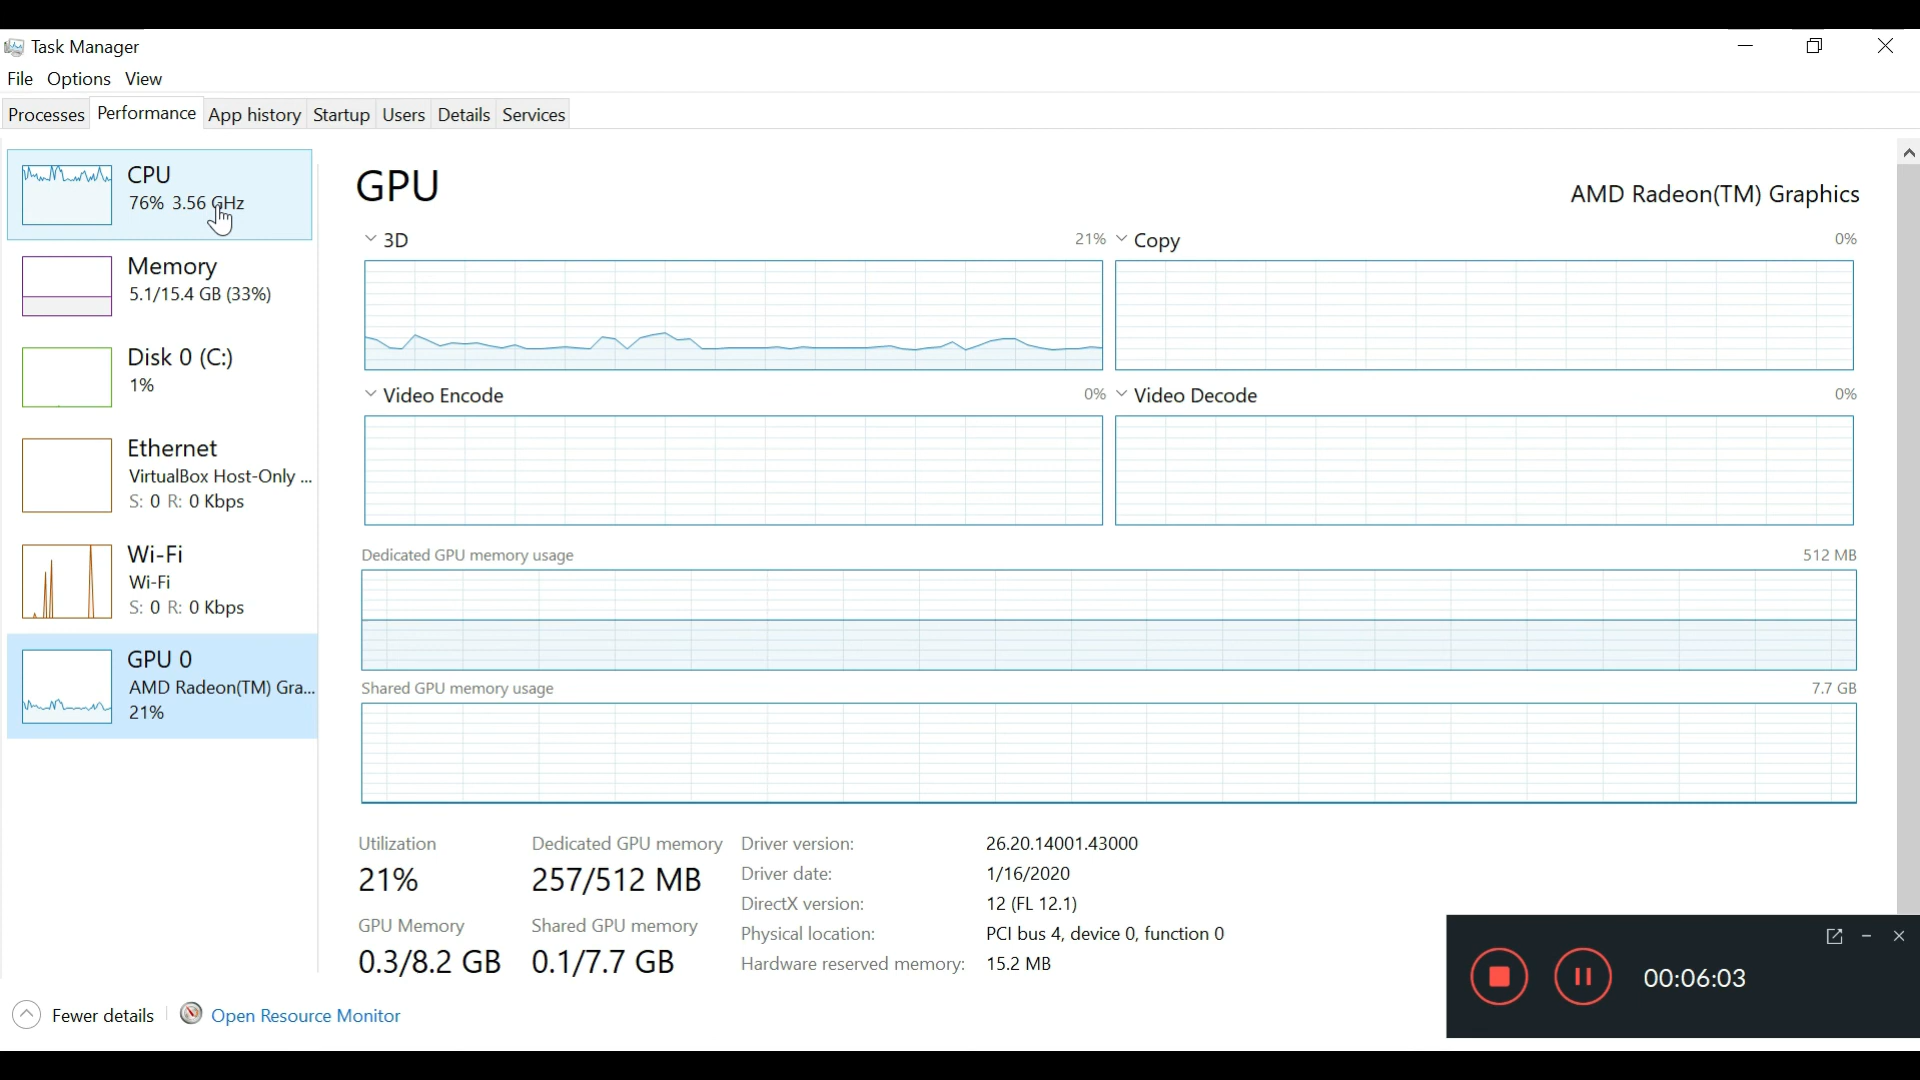 Task Manager
File Options View
Processes Performance App history Startup Users Details Services
CPU
76% 3.56 GHz
Memory
5.1/15.4 GB (33%)
Disk 0 (C:)
1%
Ethernet
VirtualBox Host-Only ...
S: 0 R: 0 Kbps
Wi-Fi
Wi-Fi
S: 0 R: 0 Kbps
GPU 0
AMD Radeon(TM) Gra...
21%
GPU
AMD Radeon(TM) Graphics
3D 21% Copy 0%
Video Encode 0% Video Decode 0%
Dedicated GPU memory usage 512 MB
Shared GPU memory usage 7.7 GB
Utilization
21%
Dedicated GPU memory
257/512 MB
GPU Memory
0.3/8.2 GB
Shared GPU memory
0.1/7.7 GB
Driver version: 26.20.14001.43000
Driver date: 1/16/2020
DirectX version: 12 (FL 12.1)
Physical location: PCI bus 4, device 0, function 0
Hardware reserved memory: 15.2 MB
Fewer details Open Resource Monitor
00:06:03